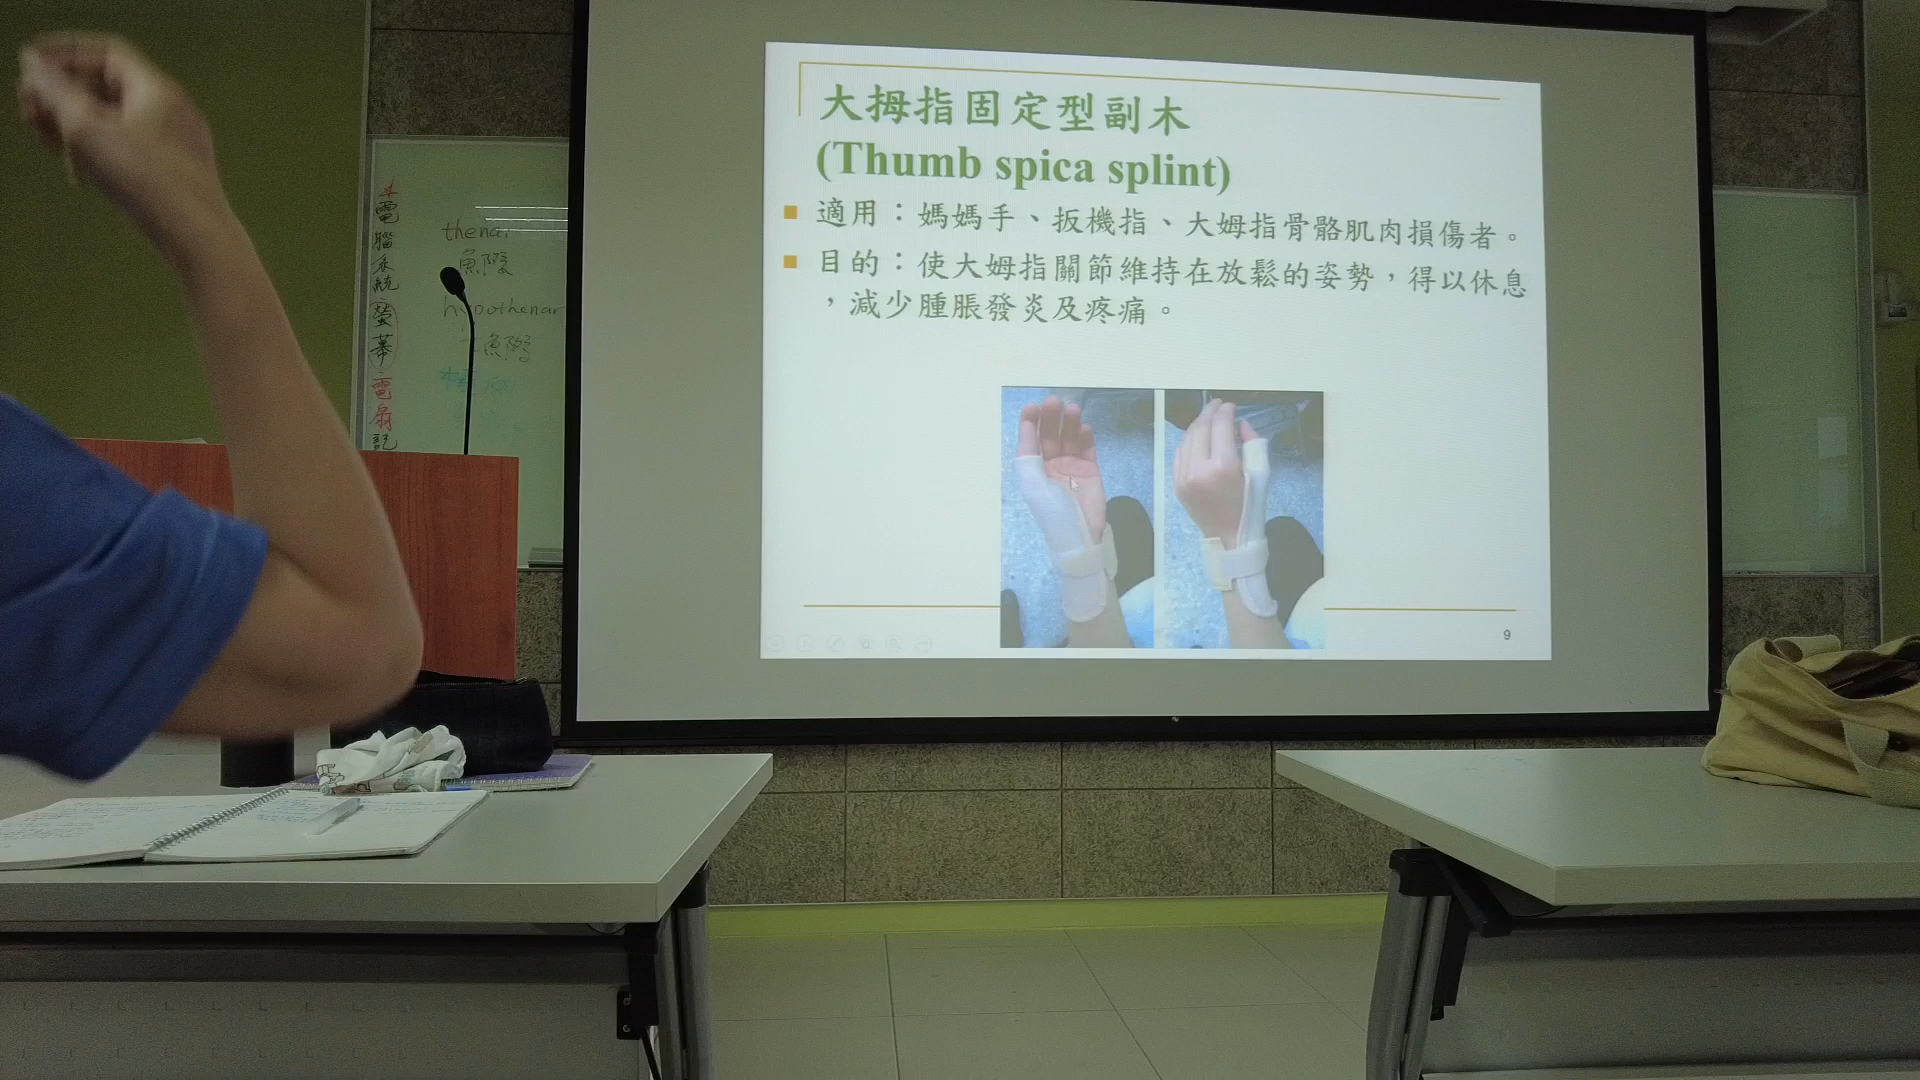 大拇指固定型副木
(Thumb spica splint)
適用：媽媽手、扳機指、大姆指骨骼肌肉損傷者。
目的：使大姆指關節維持在放鬆的姿勢，得以休息
，減少腫脹發炎及疼痛。
9
電腦系統螢幕電扇記
thenar
魚際
hypothenar
魚際